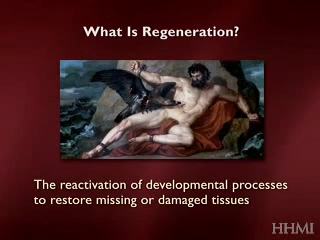 What Is Regeneration?
The reactivation of developmental processes
to restore missing or damaged tissues
HHMI